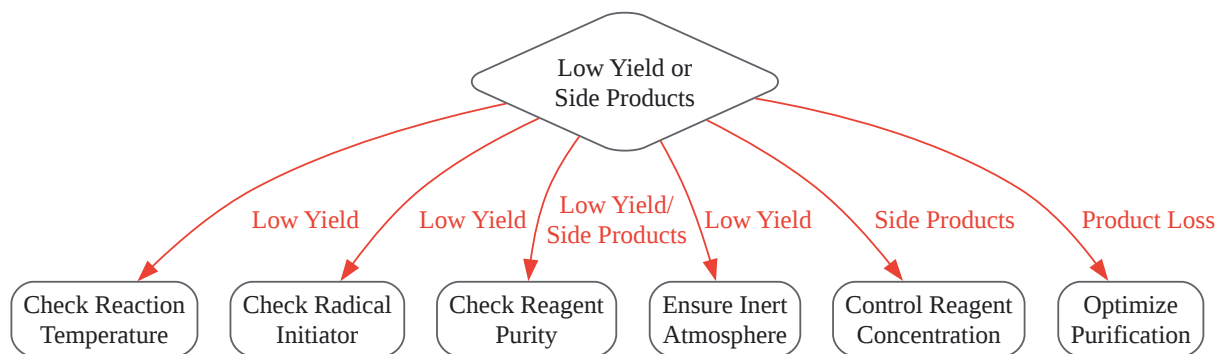 Low Yield or
Side Products
Low Yield
Low Yield
Low Yield/
Side Products
Low Yield
Side Products
Product Loss
Check Reaction
Temperature
Check Radical
Initiator
Check Reagent
Purity
Ensure Inert
Atmosphere
Control Reagent
Concentration
Optimize
Purification